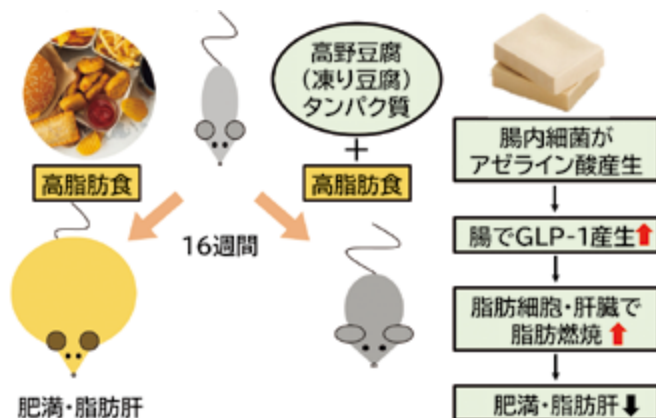 高野豆腐
(凍り豆腐)
タンパク質
+
高脂肪食
高脂肪食
16週間
肥満・脂肪肝
腸内細菌が
アゼライン酸産生
腸でGLP-1産生
脂肪細胞・肝臓で
脂肪燃焼
肥満・脂肪肝